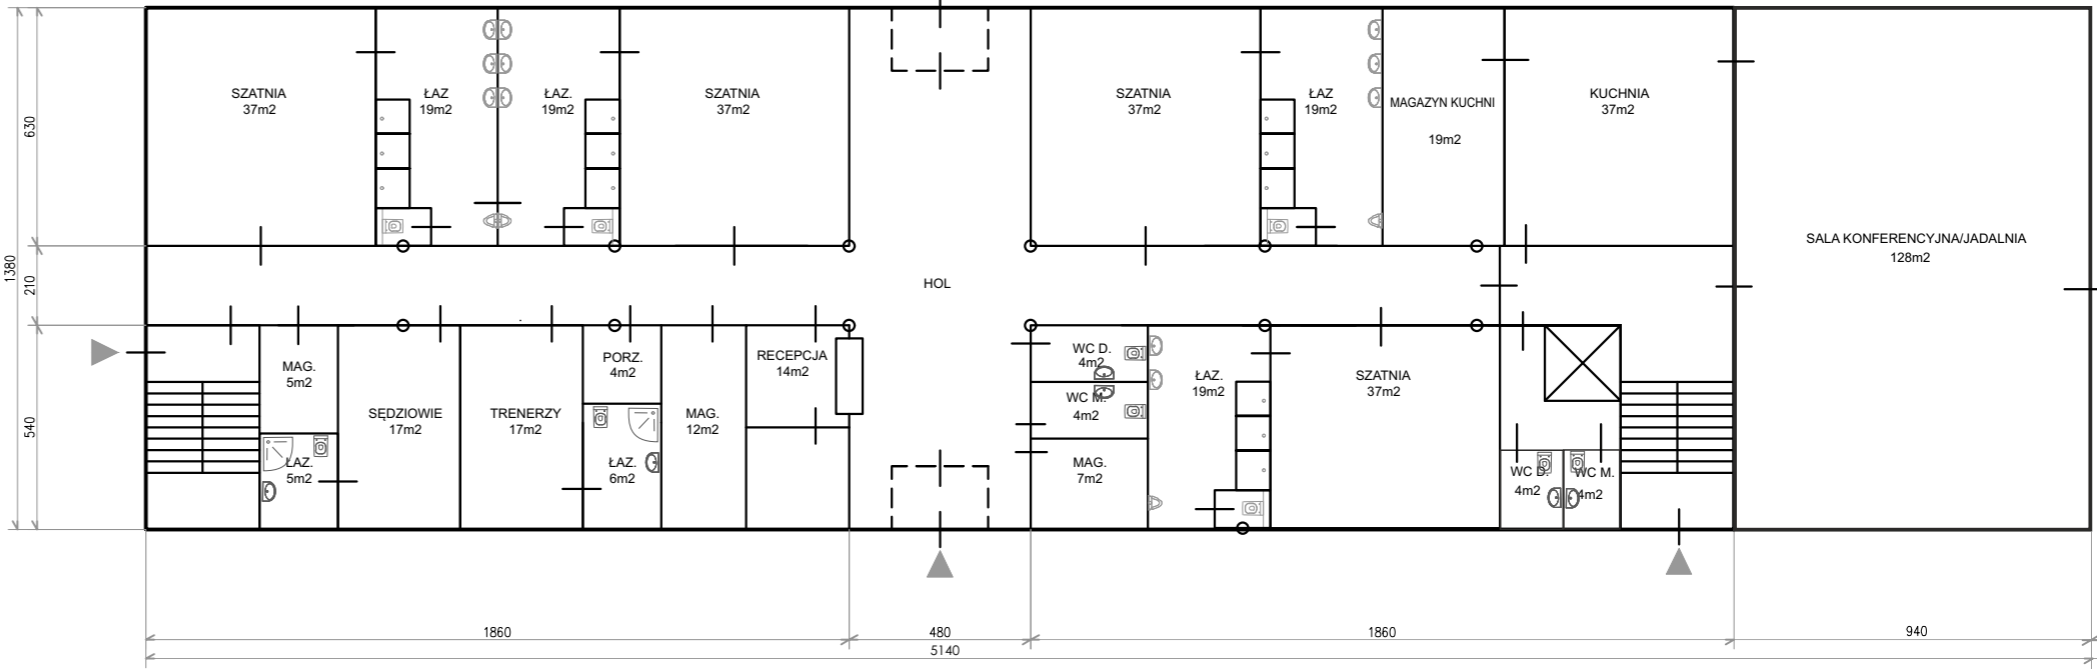 SZATNIA
37m2
ŁAZ
19m2
ŁAZ.
19m2
SZATNIA
37m2
SZATNIA
37m2
ŁAZ
19m2
MAGAZYN KUCHNI
19m2
KUCHNIA
37m2
SALA KONFERENCYJNA/JADALNIA
128m2
HOL
MAG.
5m2
ŁAZ.
5m2
SĘDZIOWIE
17m2
TRENERZY
17m2
PORZ.
4m2
ŁAZ.
6m2
MAG.
12m2
RECEPCJA
14m2
WC D.
4m2
WC M.
4m2
MAG.
7m2
ŁAZ.
19m2
SZATNIA
37m2
WC D.
4m2
WC M.
4m2
630
210
540
1380
1860
480
1860
940
5140